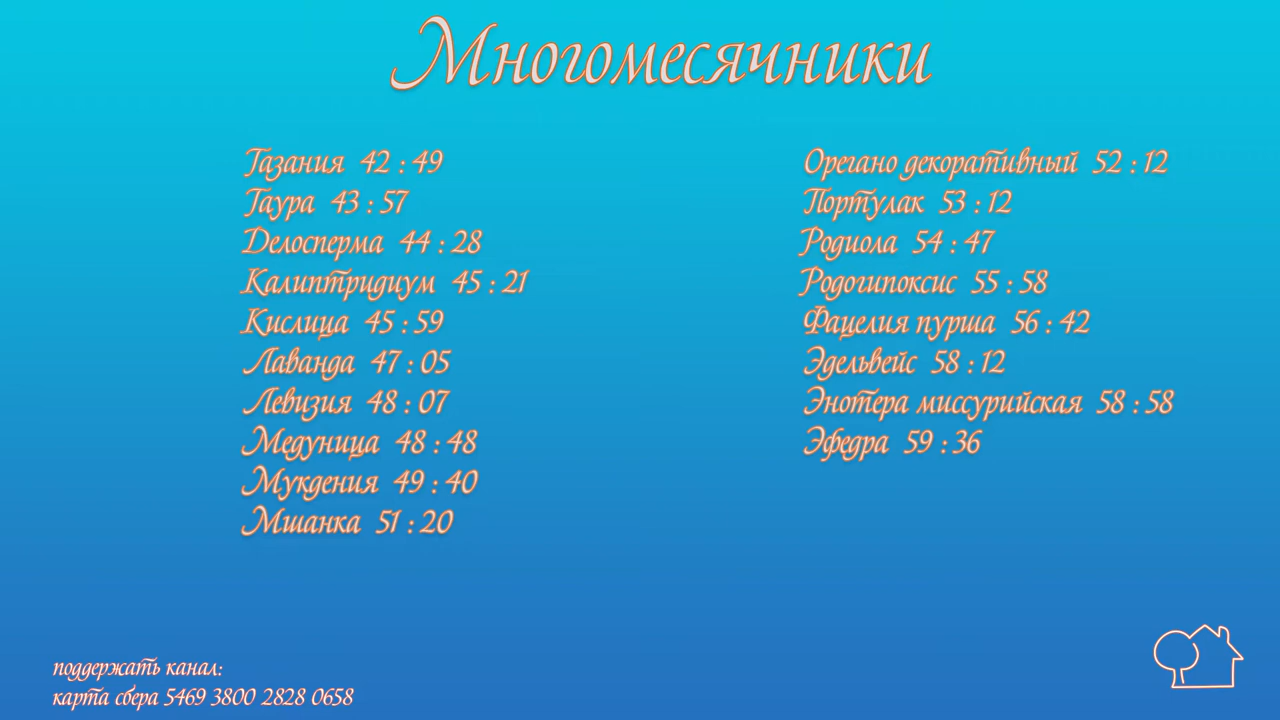 Многомесячники
Газания 42 : 49
Гаура 43 : 57
Делосперма 44 : 28
Калиптридиум 45 : 21
Кислица 45 : 59
Лаванда 47 : 05
Левизия 48 : 07
Медуница 48 : 48
Мукдения 49 : 40
Мшанка 51 : 20
Орегано декоративный 52 : 12
Портулак 53 : 12
Родиола 54 : 47
Родогипоксис 55 : 58
Фацелия пурша 56 : 42
Эдельвейс 58 : 12
Энотера миссурийская 58 : 58
Эфедра 59 : 36
поддержать канал:
карта сбера 5469 3800 2828 0658